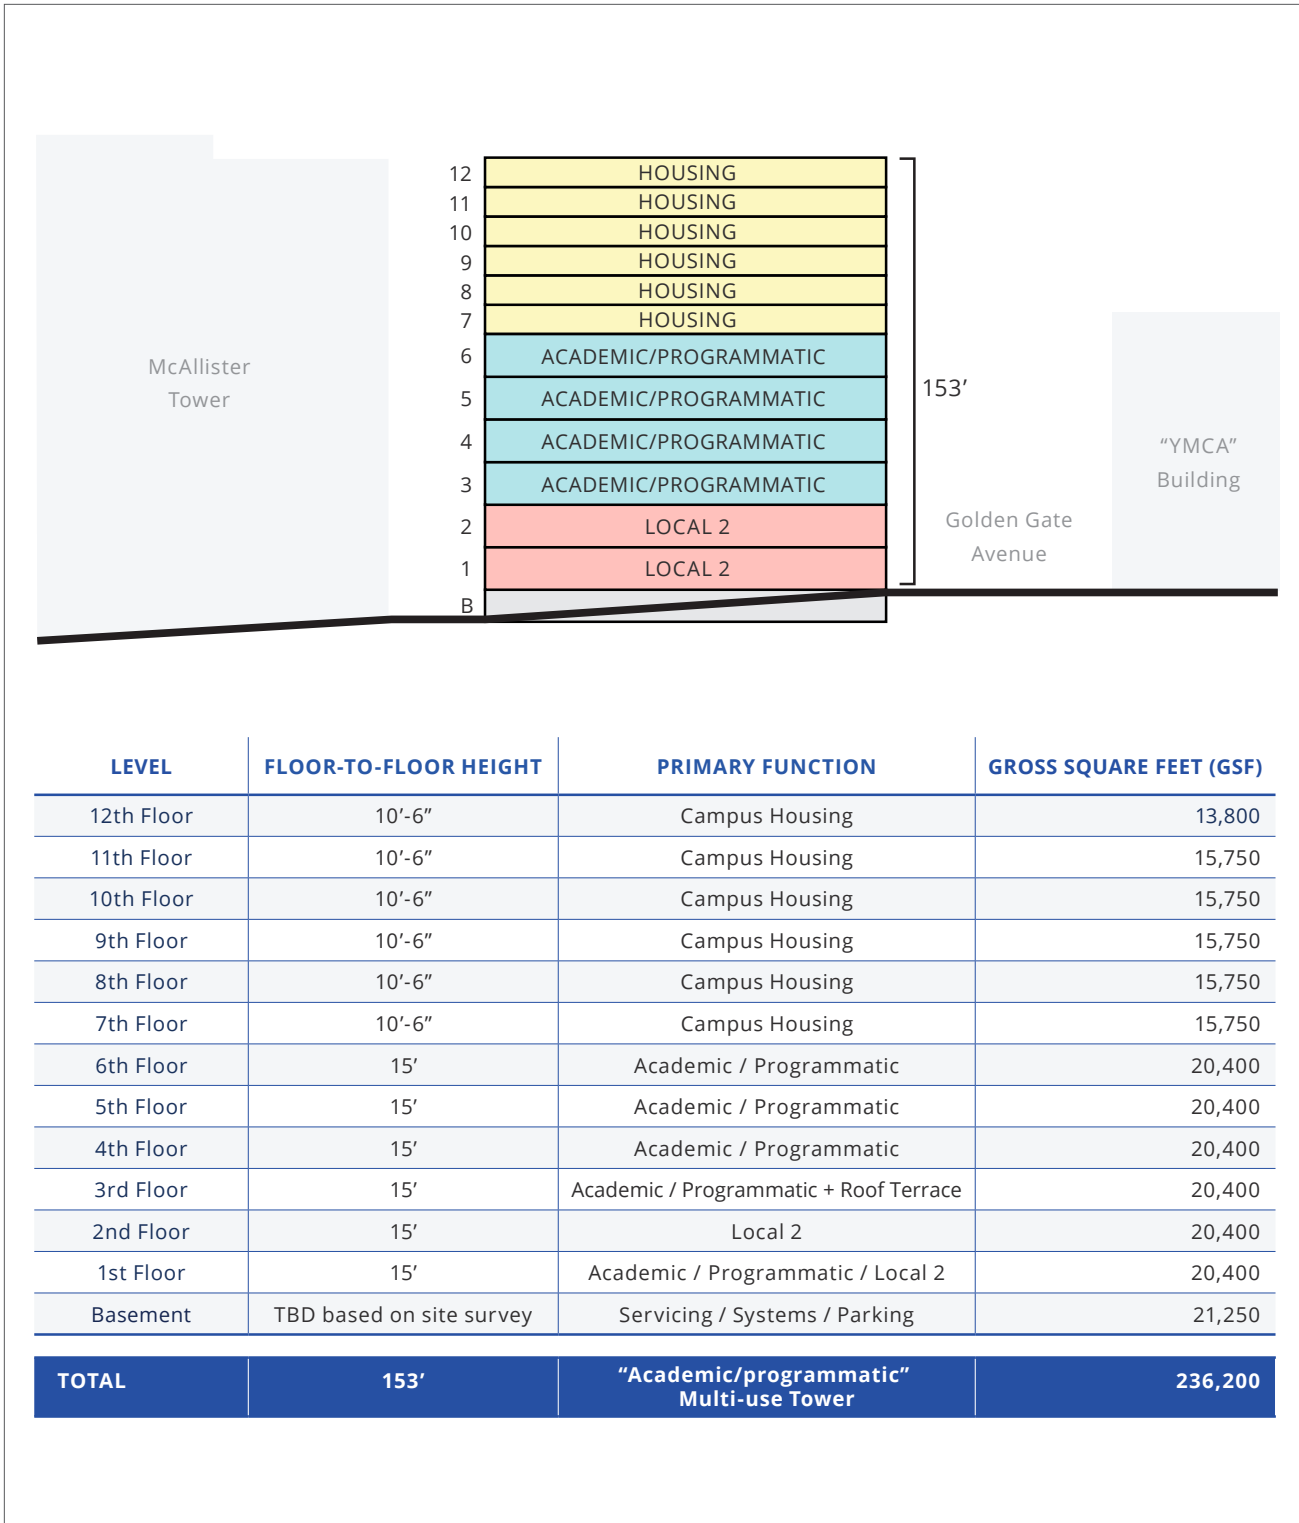 12 HOUSING
11 HOUSING
10 HOUSING
9 HOUSING
8 HOUSING
7 HOUSING
6 ACADEMIC/PROGRAMMATIC
5 ACADEMIC/PROGRAMMATIC
4 ACADEMIC/PROGRAMMATIC
3 ACADEMIC/PROGRAMMATIC
2 LOCAL 2
1 LOCAL 2
B
McAllister
Tower
153’
Golden Gate
Avenue
“YMCA”
Building
LEVEL FLOOR-TO-FLOOR HEIGHT PRIMARY FUNCTION GROSS SQUARE FEET (GSF)
12th Floor 10’-6” Campus Housing 13,800
11th Floor 10’-6” Campus Housing 15,750
10th Floor 10’-6” Campus Housing 15,750
9th Floor 10’-6” Campus Housing 15,750
8th Floor 10’-6” Campus Housing 15,750
7th Floor 10’-6” Campus Housing 15,750
6th Floor 15’ Academic / Programmatic 20,400
5th Floor 15’ Academic / Programmatic 20,400
4th Floor 15’ Academic / Programmatic 20,400
3rd Floor 15’ Academic / Programmatic + Roof Terrace 20,400
2nd Floor 15’ Local 2 20,400
1st Floor 15’ Academic / Programmatic / Local 2 20,400
Basement TBD based on site survey Servicing / Systems / Parking 21,250
TOTAL 153’ “Academic/programmatic”
Multi-use Tower 236,200